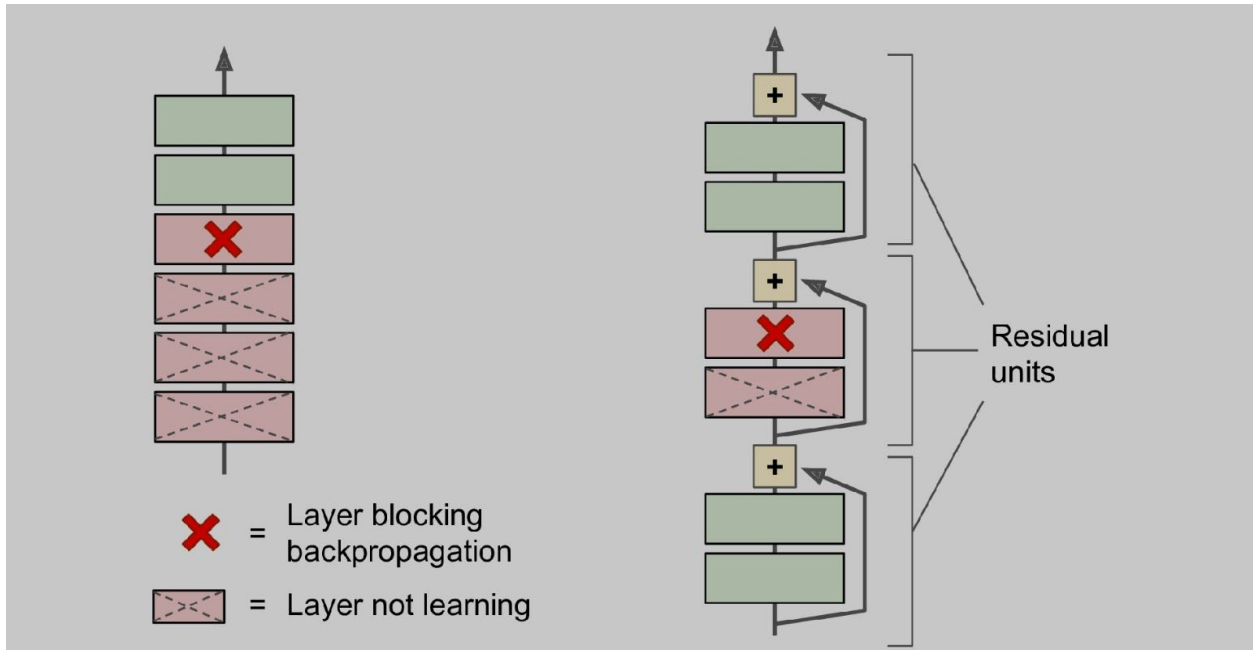 +
+
+
Residual
units
= Layer blocking
backpropagation
= Layer not learning